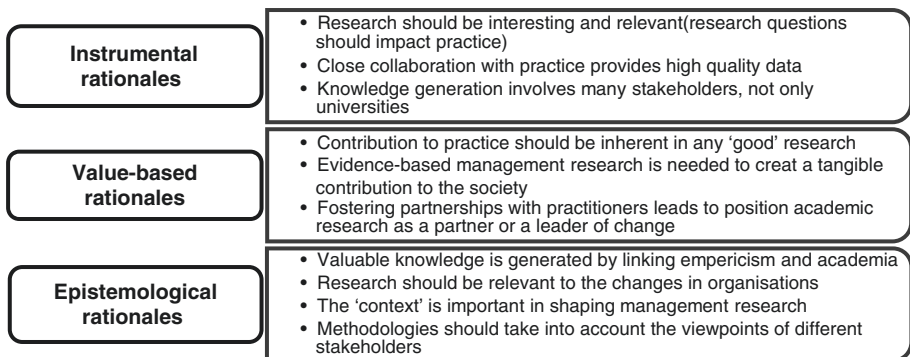 Instrumental
rationales
• Research should be interesting and relevant(research questions
should impact practice)
• Close collaboration with practice provides high quality data
• Knowledge generation involves many stakeholders, not only
universities
Value-based
rationales
• Contribution to practice should be inherent in any ‘good’ research
• Evidence-based management research is needed to creat a tangible
contribution to the society
• Fostering partnerships with practitioners leads to position academic
research as a partner or a leader of change
Epistemological
rationales
• Valuable knowledge is generated by linking empericism and academia
• Research should be relevant to the changes in organisations
• The ‘context’ is important in shaping management research
• Methodologies should take into account the viewpoints of different
stakeholders